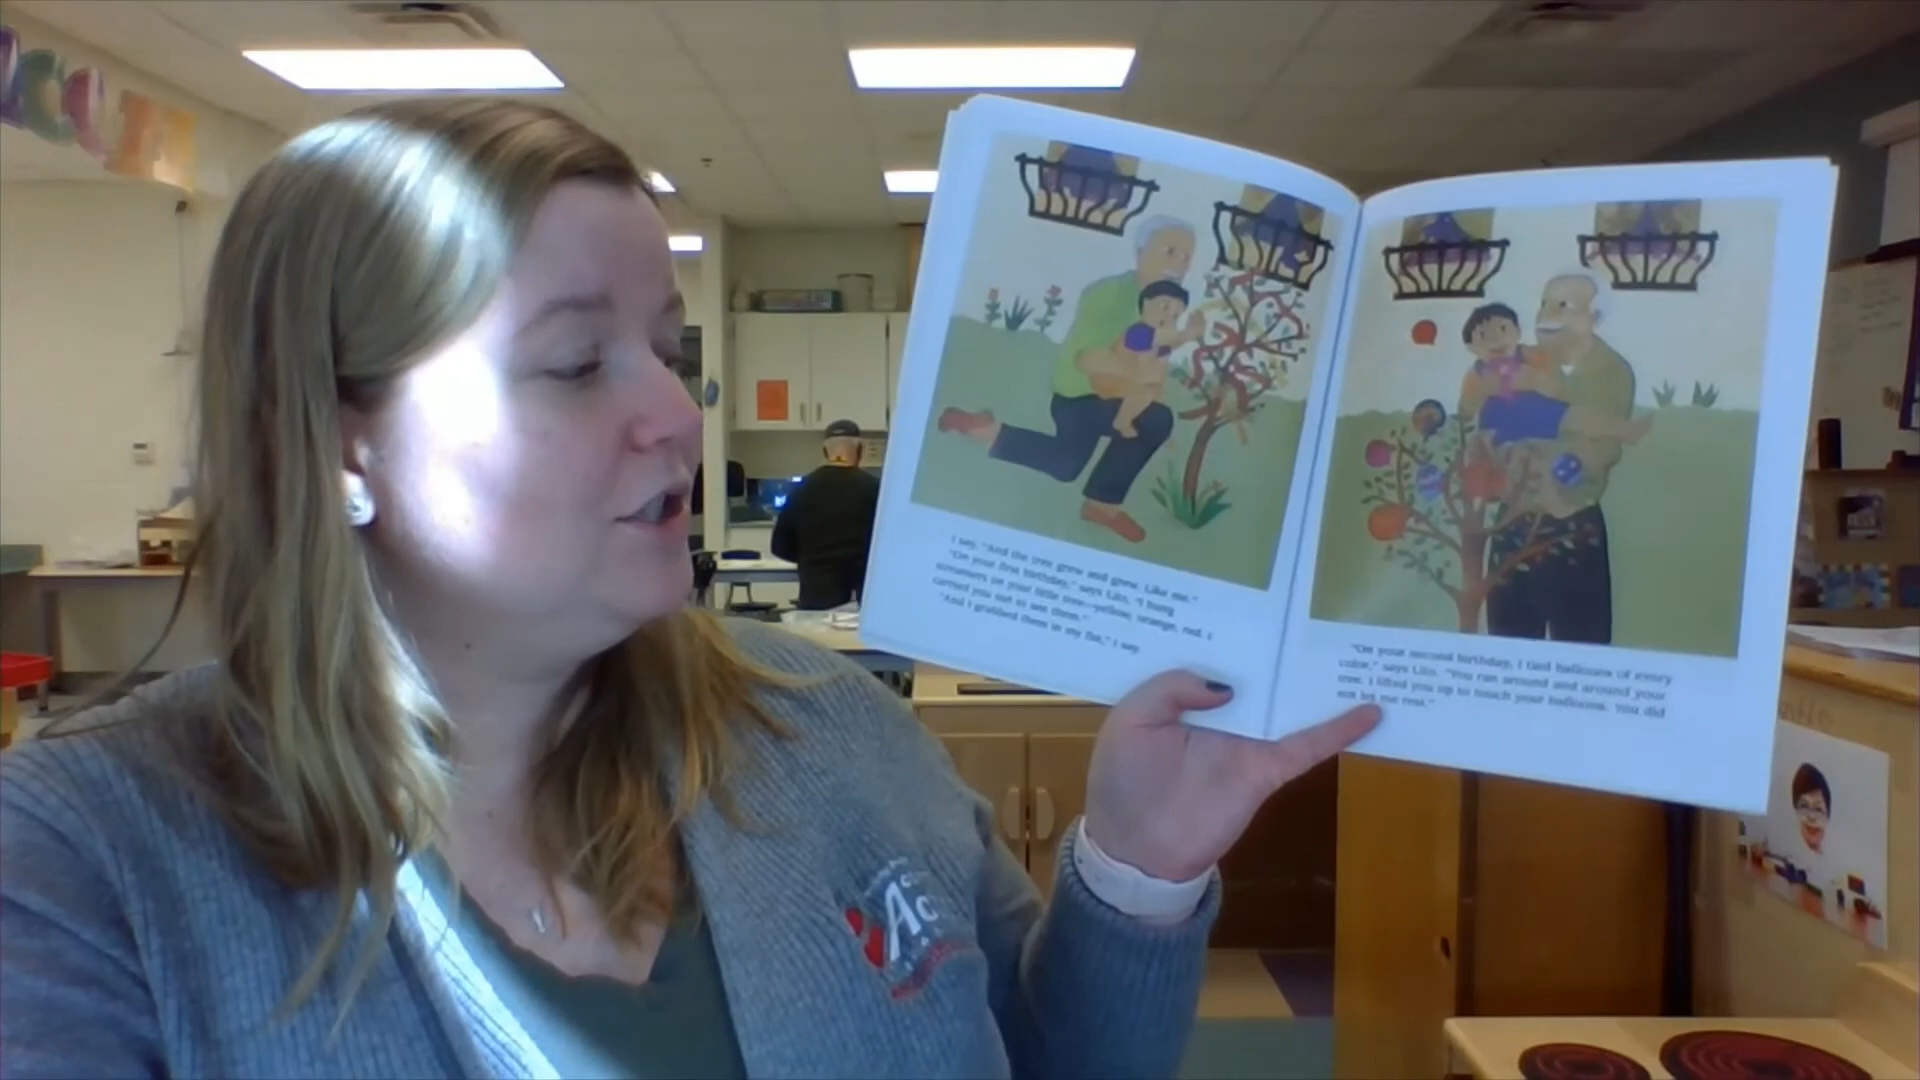 COM
I say, "And the tree grew and grew. Like me."
"On your first birthday," says Lito, "I hung
streamers on your little tree—yellow, orange, red. I
carried you out to see them."
"And I grabbed them in my fist," I say.
"On your second birthday, I tied balloons of every
color," says Lito. "You ran around and around your
tree. I lifted you up to touch your balloons. You did
not let me rest."
Ac